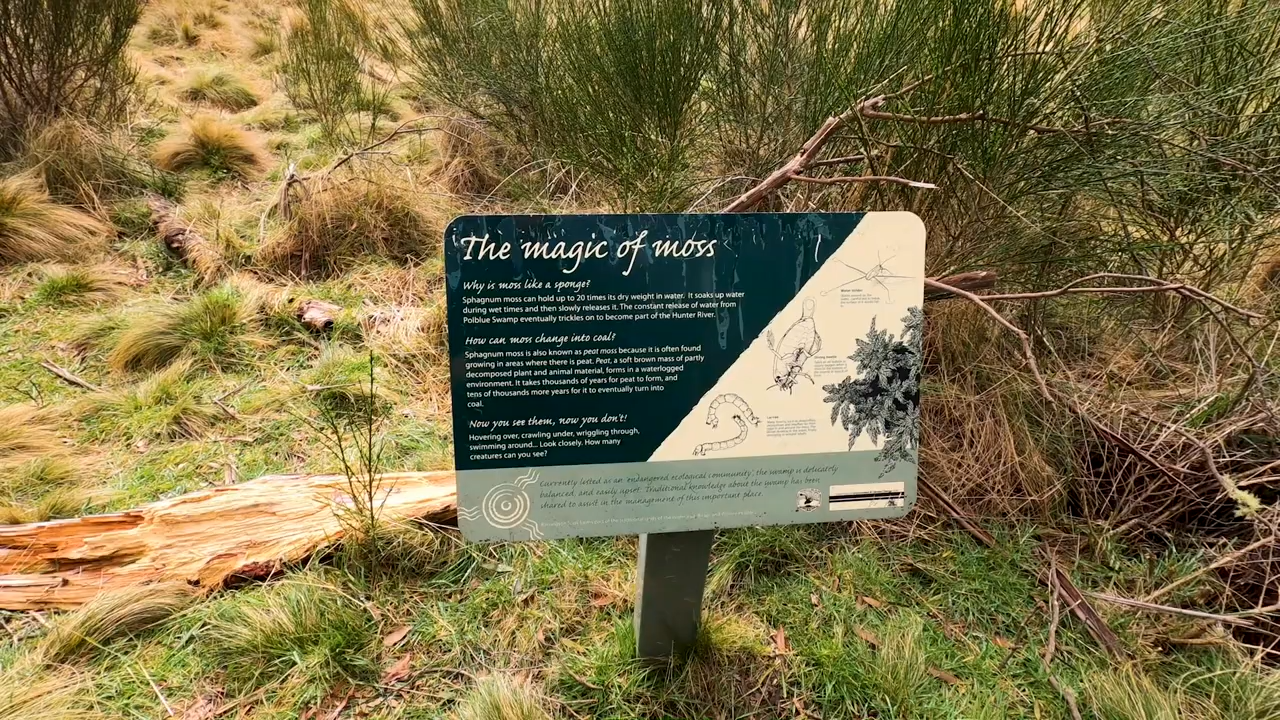 The magic of moss
Why is moss like a sponge?
Sphagnum moss can hold up to 20 times its dry weight in water. It soaks up water
during wet times and then slowly releases it. The constant release of water from
Polblue Swamp eventually trickles on to become part of the Hunter River.
How can moss change into coal?
Sphagnum moss is also known as peat moss because it is often found
growing in areas where there is peat. Peat, a soft brown mass of partly
decomposed plant and animal material, forms in a waterlogged
environment. It takes thousands of years for peat to form, and
tens of thousands more years for it to eventually turn into
coal.
Now you see them, now you don't!
Hovering over, crawling under, wriggling through,
swimming around... Look closely. How many
creatures can you see?
Currently listed as an 'endangered ecological community', the swamp is delicately
balanced, and easily upset. Traditional knowledge about the swamp has been
shared to assist in the management of this important place.